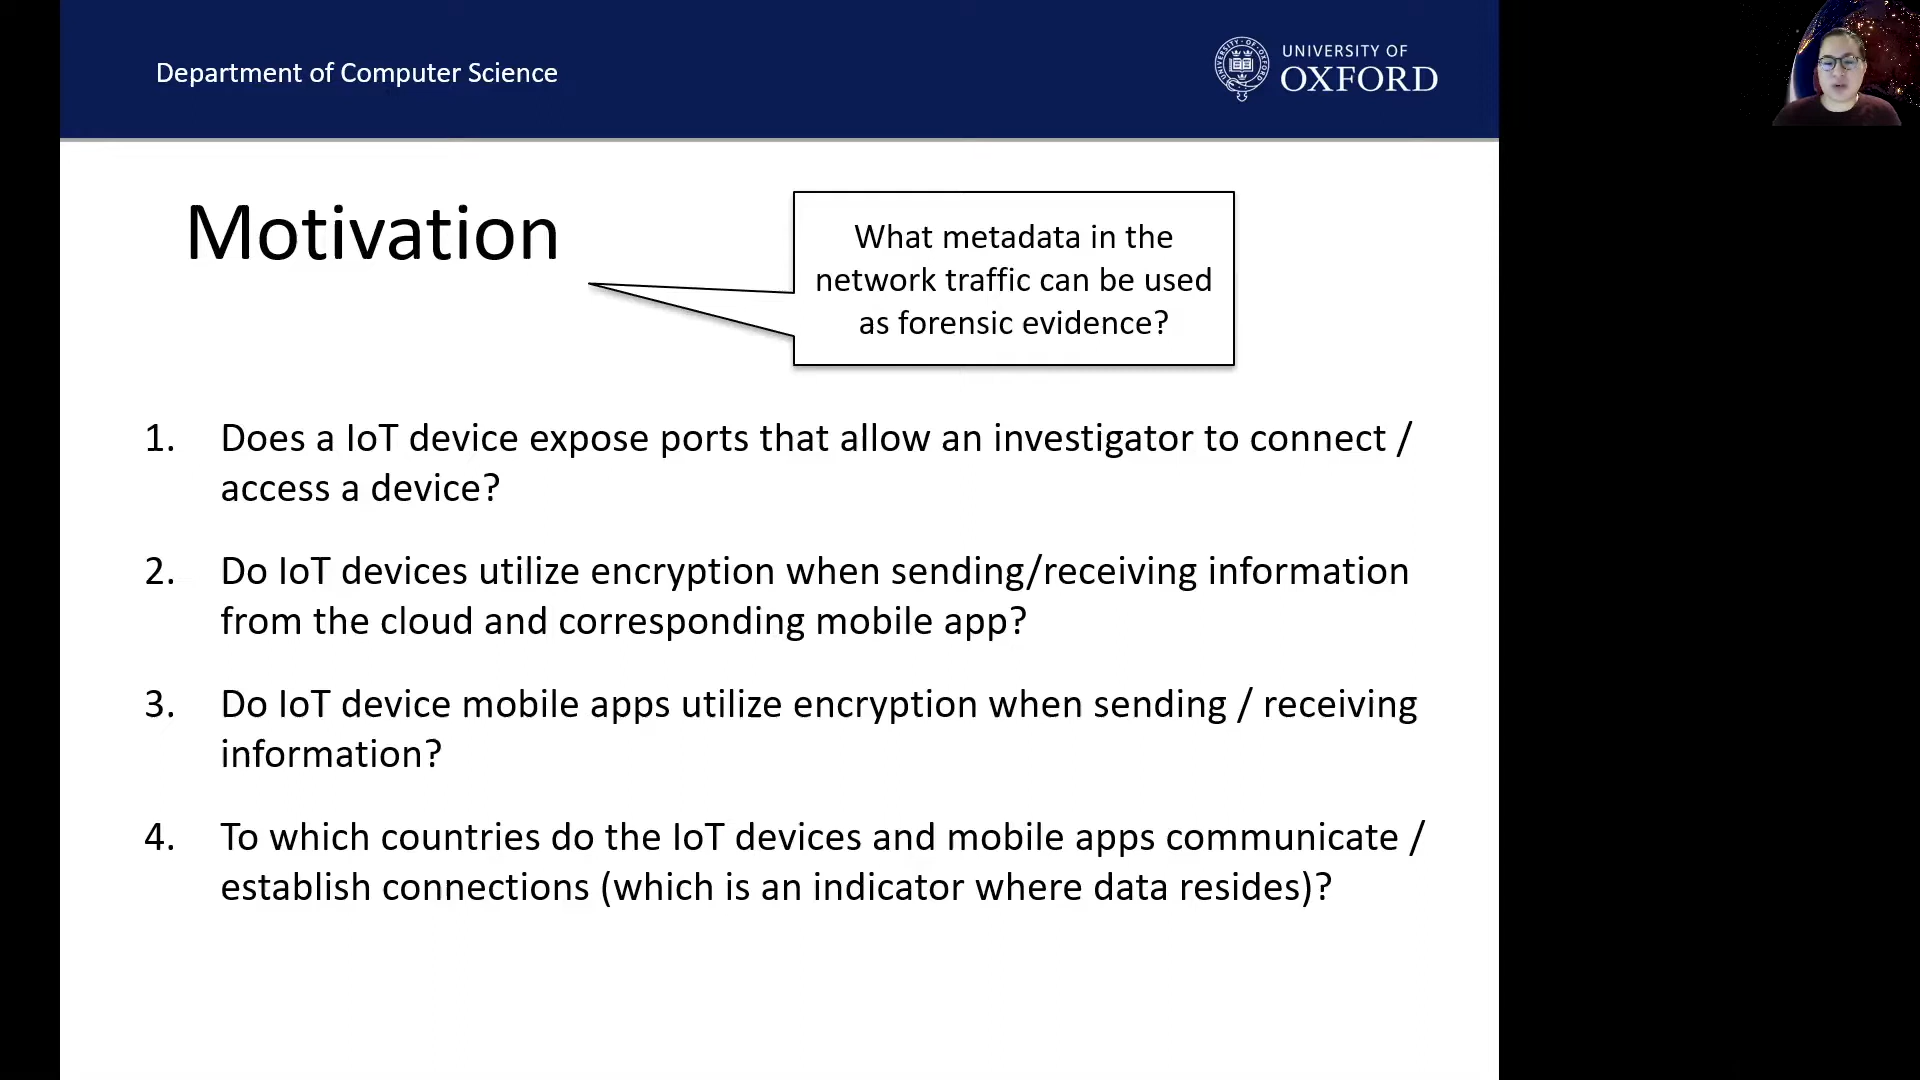 Department of Computer Science
UNIVERSITY OF
OXFORD
Motivation
What metadata in the
network traffic can be used
as forensic evidence?
1. Does a IoT device expose ports that allow an investigator to connect /
access a device?
2. Do IoT devices utilize encryption when sending/receiving information
from the cloud and corresponding mobile app?
3. Do IoT device mobile apps utilize encryption when sending / receiving
information?
4. To which countries do the IoT devices and mobile apps communicate /
establish connections (which is an indicator where data resides)?